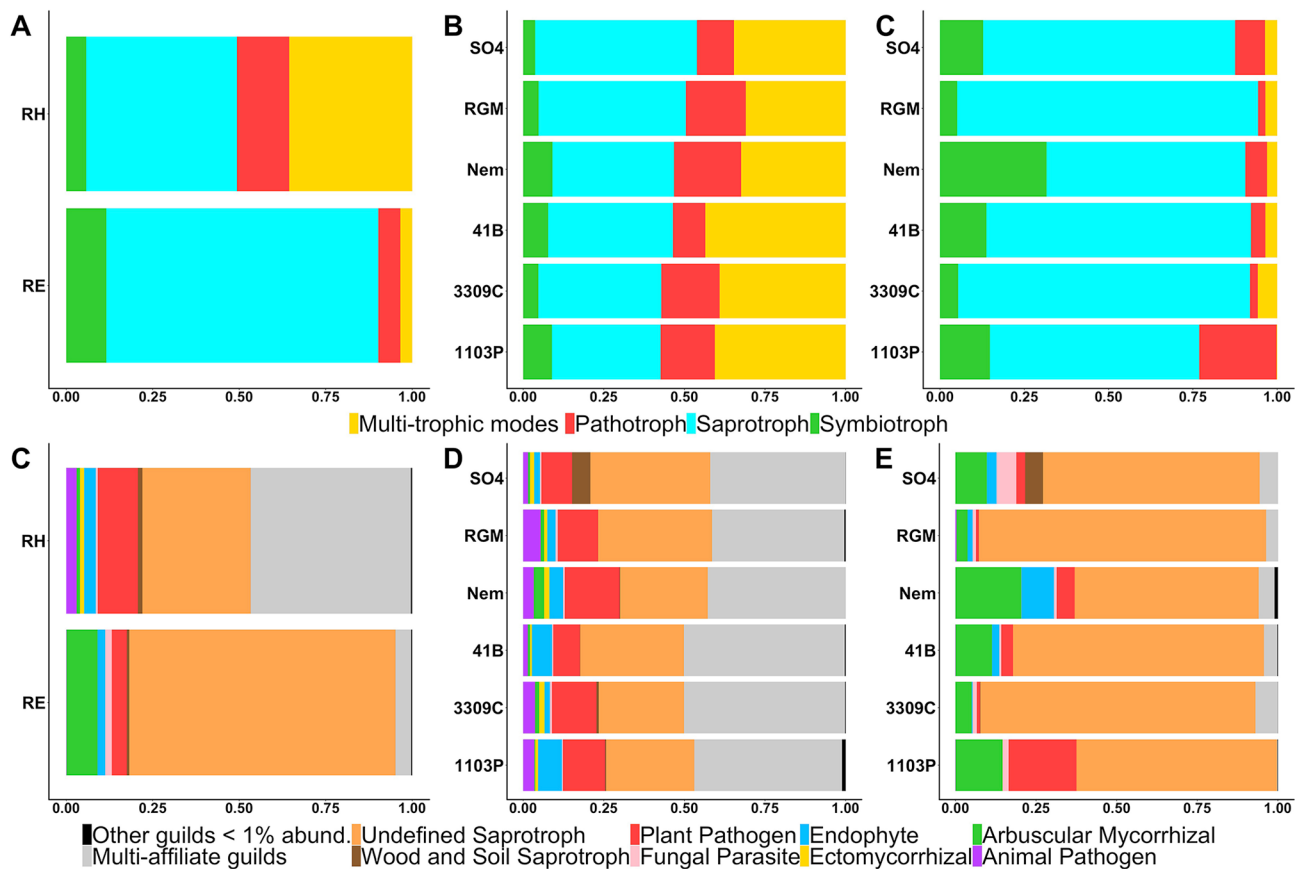 A
RH
RE
0.00 0.25 0.50 0.75 1.00
B
SO4
RGM
Nem
41B
3309C
1103P
0.00 0.25 0.50 0.75 1.00
C
SO4
RGM
Nem
41B
3309C
1103P
0.00 0.25 0.50 0.75 1.00
Multi-trophic modes Pathotroph Saprotroph Symbiotroph
C
RH
RE
0.00 0.25 0.50 0.75 1.00
D
SO4
RGM
Nem
41B
3309C
1103P
0.00 0.25 0.50 0.75 1.00
E
SO4
RGM
Nem
41B
3309C
1103P
0.00 0.25 0.50 0.75 1.00
Other guilds < 1% abund. Undefined Saprotroph Plant Pathogen Endophyte Arbuscular Mycorrhizal
Multi-affiliate guilds Wood and Soil Saprotroph Fungal Parasite Ectomycorrhizal Animal Pathogen